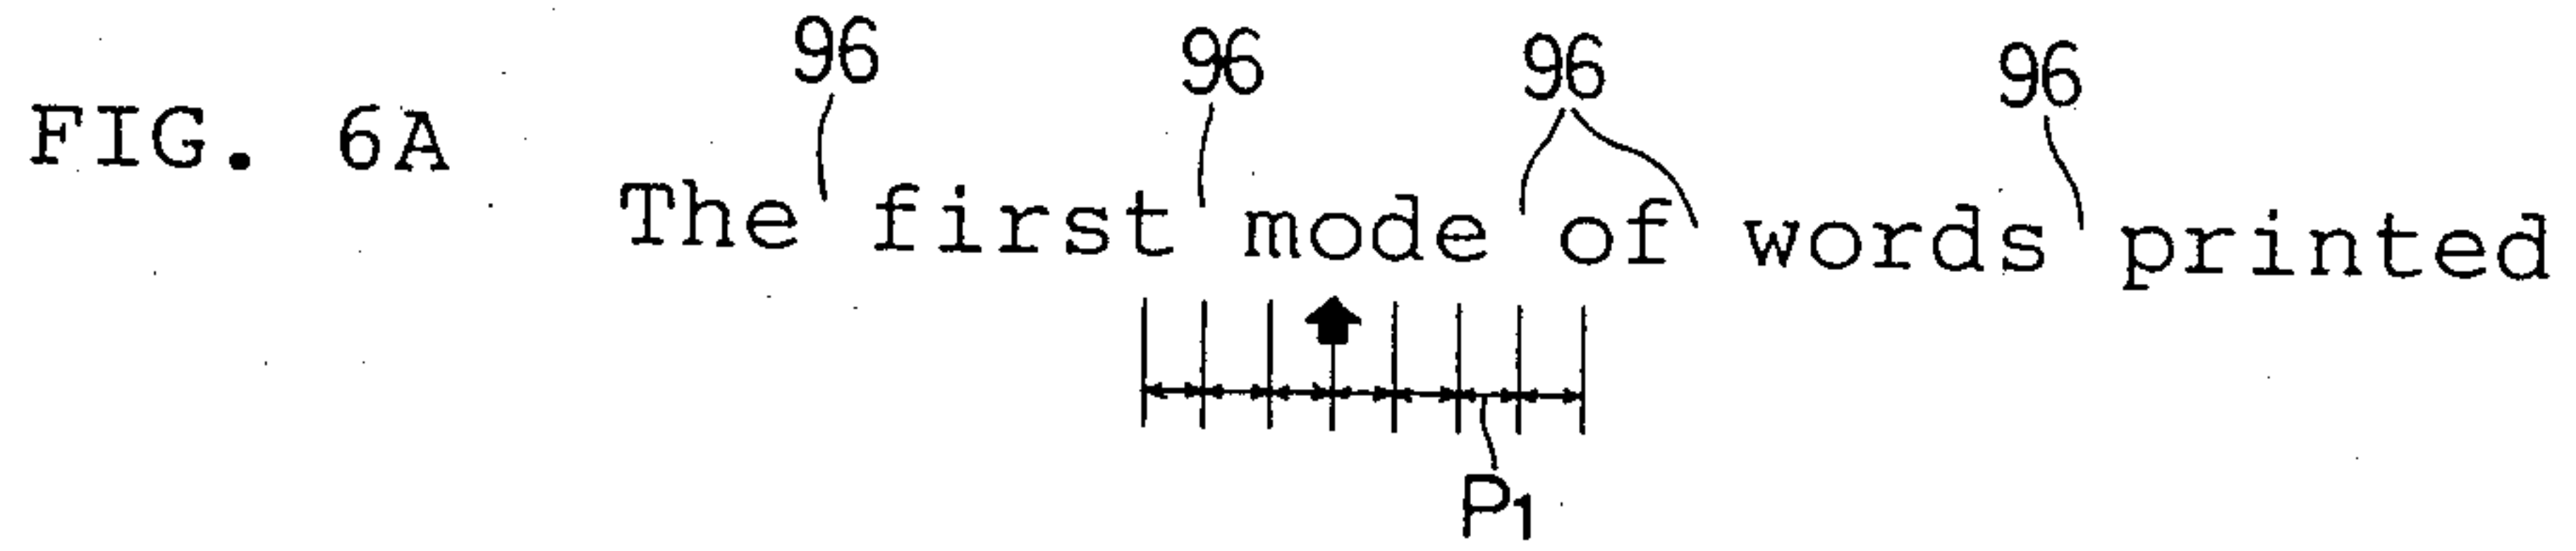 96 96 96 96
FIG. 6A
The first mode of words printed
P1